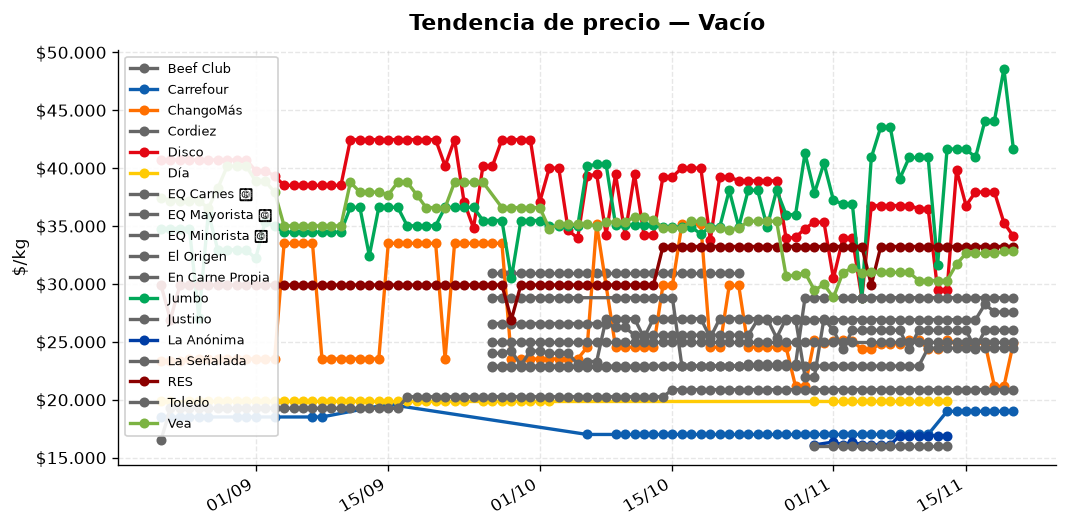 Tendencia de precio — Vacío
$/kg
$50.000
$45.000
$40.000
$35.000
$30.000
$25.000
$20.000
$15.000
Beef Club
Carrefour
ChangoMás
Cordiez
Disco
Día
EQ Carnes
EQ Mayorista
EQ Minorista
El Origen
En Carne Propia
Jumbo
Justino
La Anónima
La Señalada
RES
Toledo
Vea
01/09
15/09
01/10
15/10
01/11
15/11